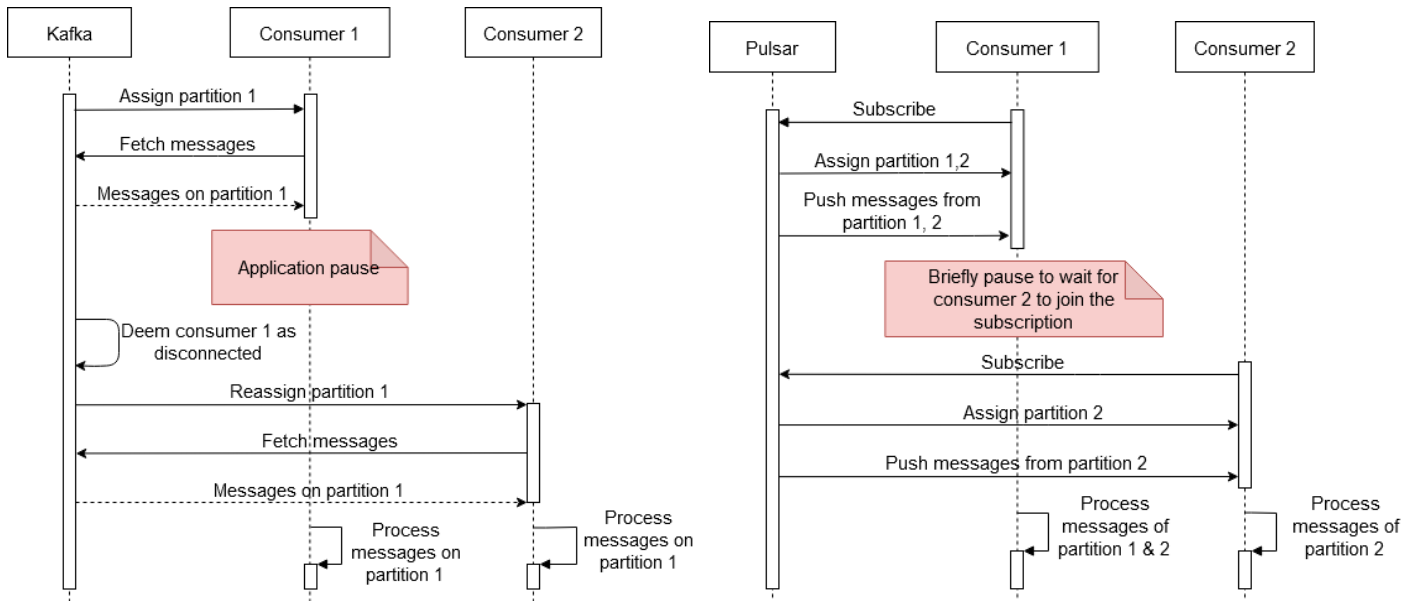 Kafka
Consumer 1
Consumer 2
Assign partition 1
Fetch messages
Messages on partition 1
Application pause
Deem consumer 1 as
disconnected
Reassign partition 1
Fetch messages
Messages on partition 1
Process
messages on
partition 1
Process
messages on
partition 1
Pulsar
Consumer 1
Consumer 2
Subscribe
Assign partition 1,2
Push messages from
partition 1, 2
Briefly pause to wait for
consumer 2 to join the
subscription
Subscribe
Assign partition 2
Push messages from partition 2
Process
messages of
partition 1 & 2
Process
messages of
partition 2